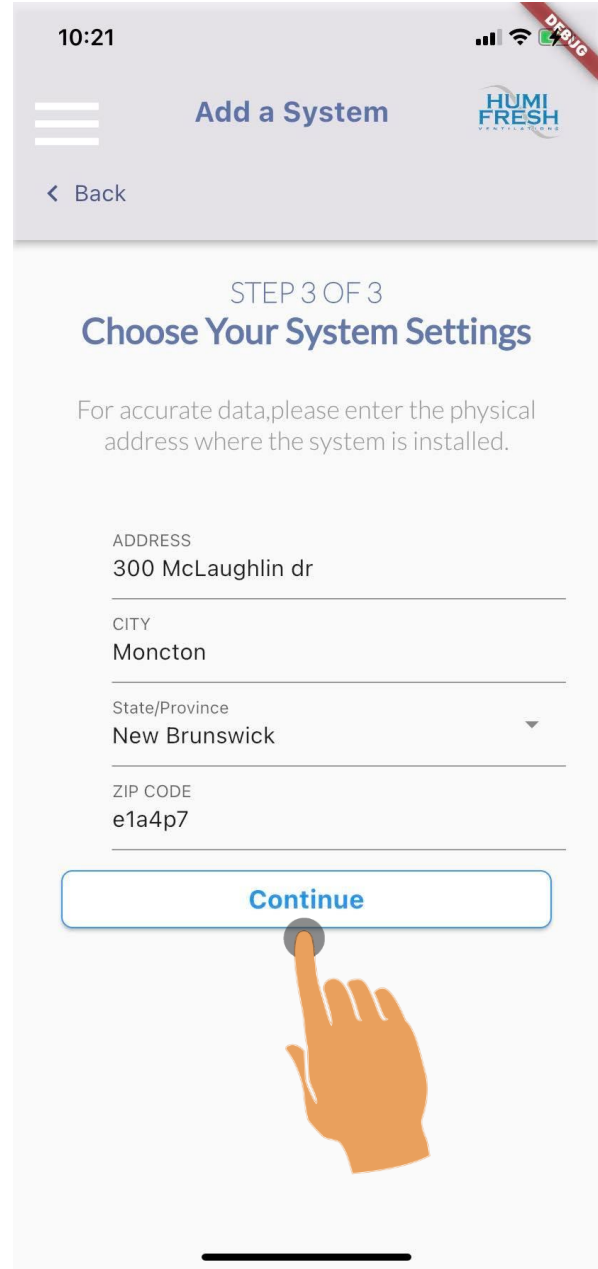 10:21
DEBUG
Add a System
HUMI
FRESH
VENTILATIONS
Back
STEP 3 OF 3
Choose Your System Settings
For accurate data,please enter the physical
address where the system is installed.
ADDRESS
300 McLaughlin dr
CITY
Moncton
State/Province
New Brunswick
ZIP CODE
e1a4p7
Continue